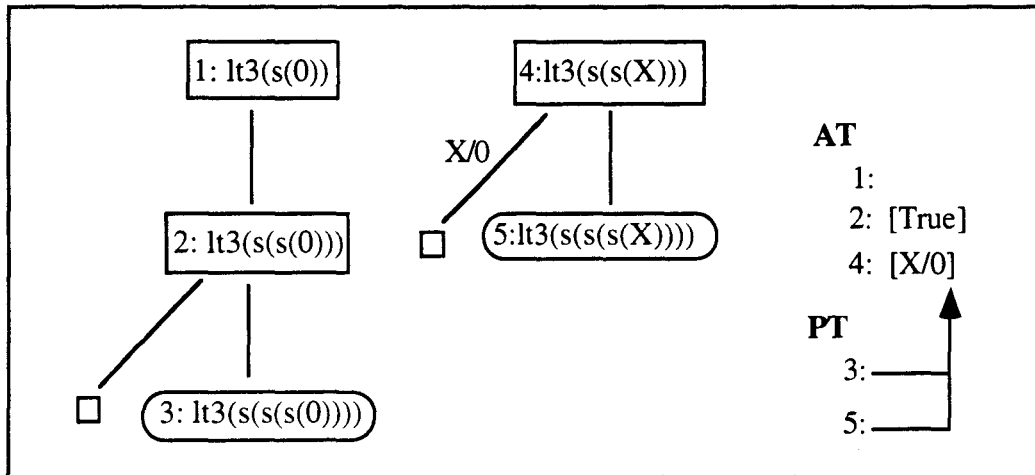 1: lt3(s(0))
4:lt3(s(s(X)))
X/0
AT
1:
2: lt3(s(s(0)))
5:lt3(s(s(s(X))))
2: [True]
4: [X/0]
PT
3:
3: lt3(s(s(s(0))))
5: